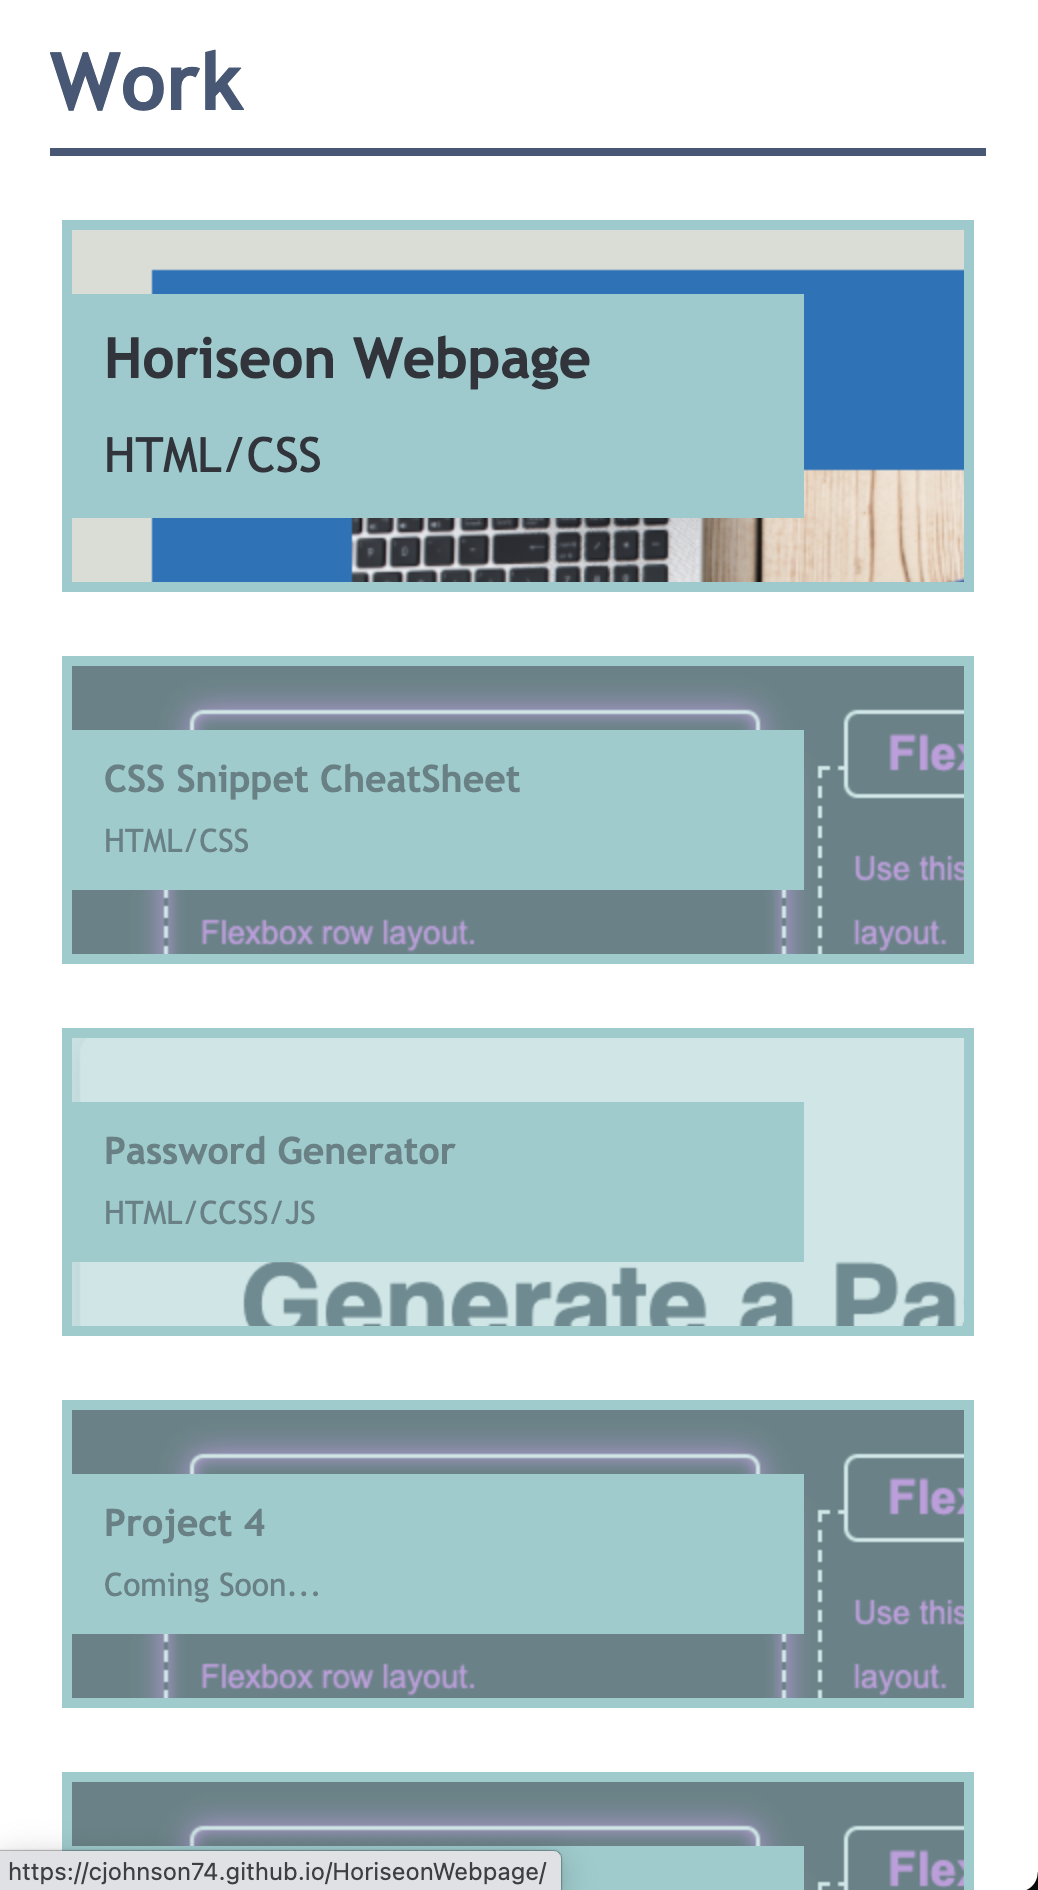 Work
Horiseon Webpage
HTML/CSS
Flex
CSS Snippet CheatSheet
HTML/CSS
Use this
Flexbox row layout.
layout.
Password Generator
HTML/CCSS/JS
Generate a Pa
Flex
Project 4
Coming Soon...
Use this
Flexbox row layout.
layout.
Flex
https://cjohnson74.github.io/HoriseonWebpage/